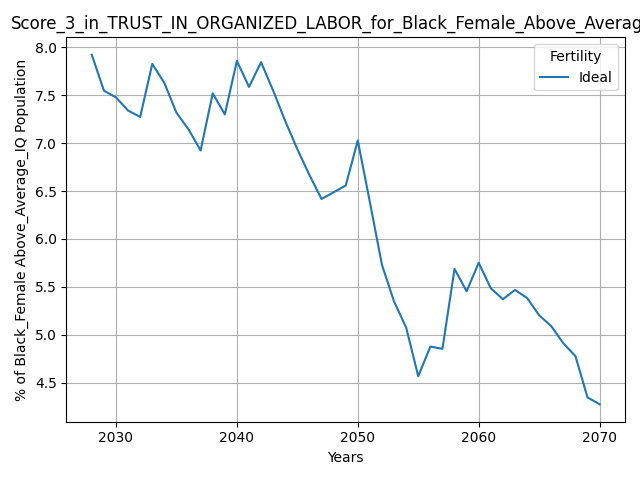 Score_3_in_TRUST_IN_ORGANIZED_LABOR_for_Black_Female_Above_Averag
Fertility
Ideal
8.0
7.5
7.0
6.5
6.0
5.5
5.0
4.5
% of Black_Female Above_Average_IQ Population
2030
2040
2050
2060
2070
Years